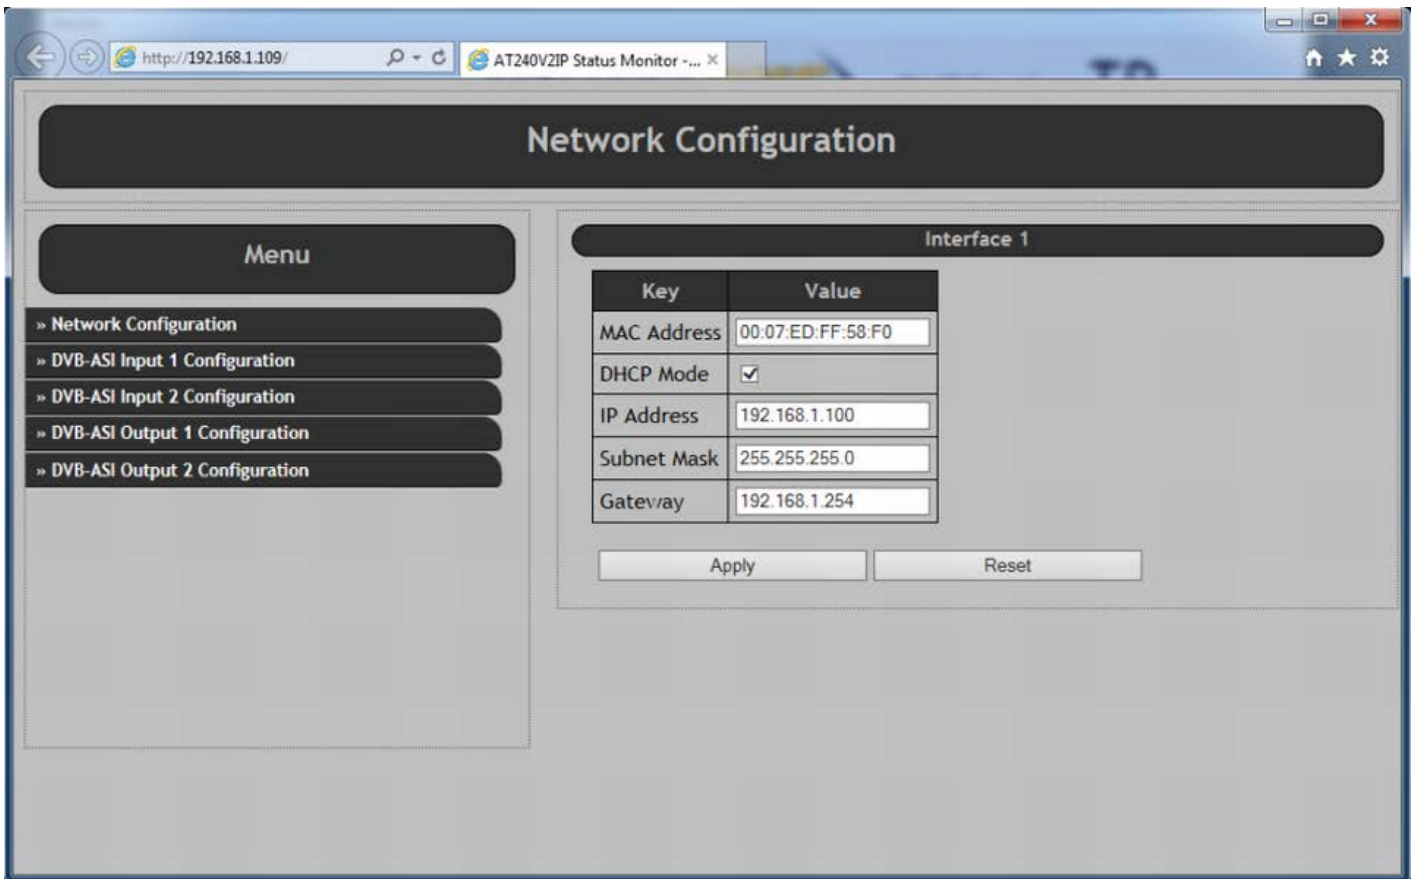 http://192.168.1.109/
AT240V2IP Status Monitor -...
Network Configuration
Menu
» Network Configuration
» DVB-ASI Input 1 Configuration
» DVB-ASI Input 2 Configuration
» DVB-ASI Output 1 Configuration
» DVB-ASI Output 2 Configuration
Interface 1
Key Value
MAC Address 00:07:ED:FF:58:F0
DHCP Mode
IP Address 192.168.1.100
Subnet Mask 255.255.255.0
Gateway 192.168.1.254
Apply Reset